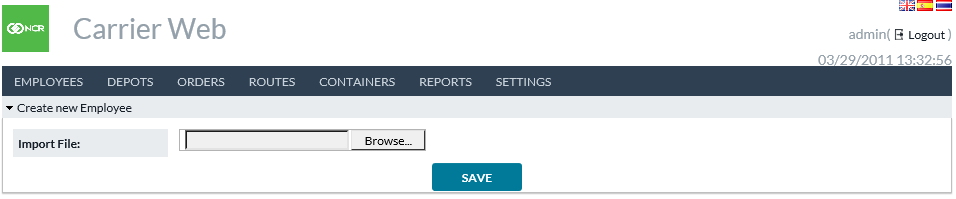 NCR
Carrier Web
admin( Logout )
03/29/2011 13:32:56
EMPLOYEES DEPOTS ORDERS ROUTES CONTAINERS REPORTS SETTINGS
Create new Employee
Import File: Browse...
SAVE